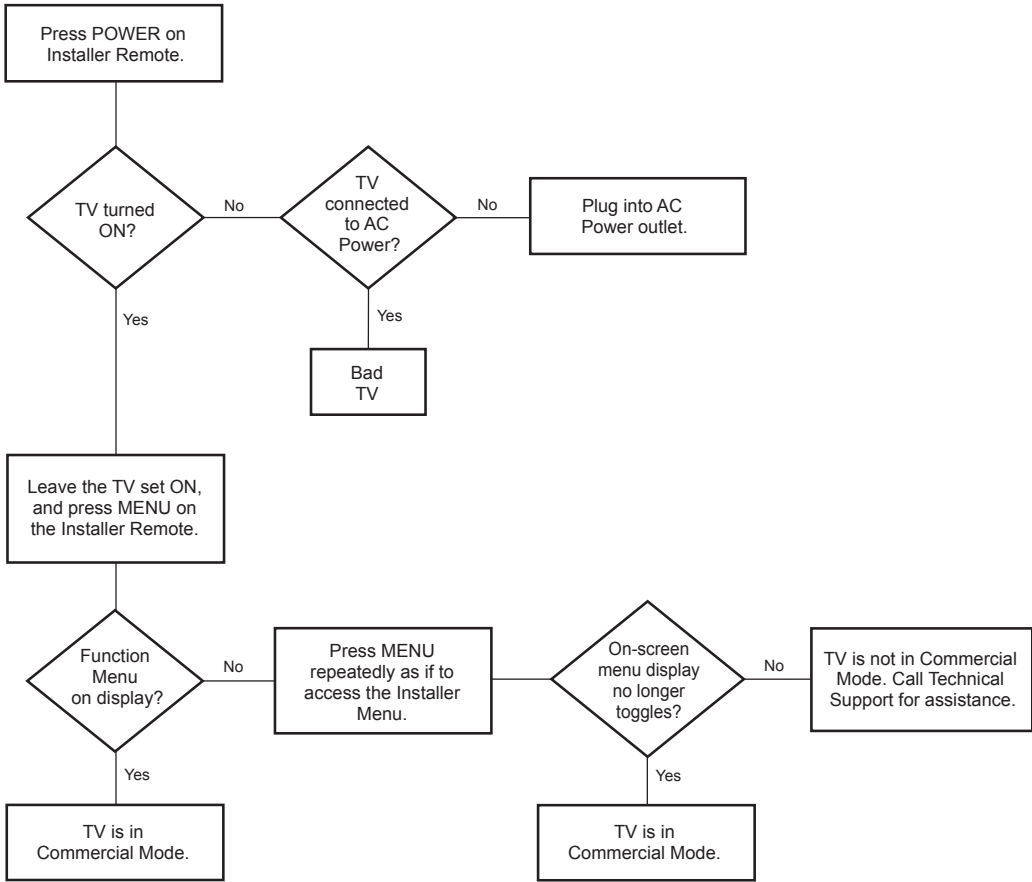 Press POWER on
Installer Remote.
TV turned
ON?
No
TV
connected
to AC
Power?
No
Plug into AC
Power outlet.
Yes
Yes
Bad
TV
Leave the TV set ON,
and press MENU on
the Installer Remote.
Function
Menu
on display?
No
Press MENU
repeatedly as if to
access the Installer
Menu.
On-screen
menu display
no longer
toggles?
No
TV is not in Commercial
Mode. Call Technical
Support for assistance.
Yes
TV is in
Commercial Mode.
Yes
TV is in
Commercial Mode.